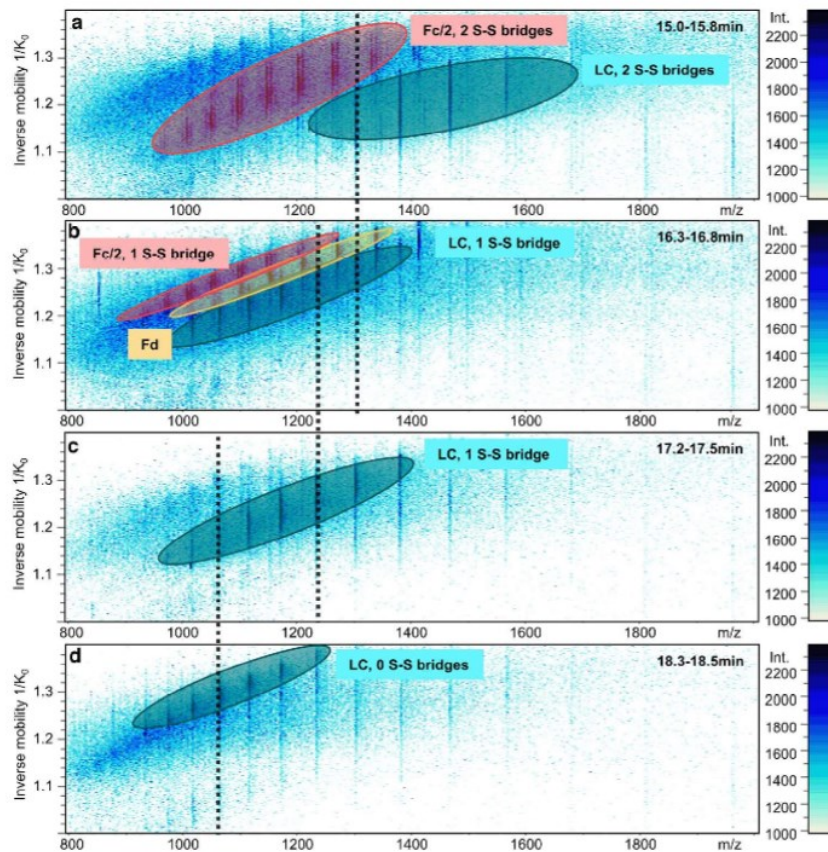 a
Fc/2, 2 S-S bridges
15.0-15.8min
Int.
LC, 2 S-S bridges
Inverse mobility 1/K0
1.3
1.2
1.1
2200
2000
1800
1600
1400
1200
1000
800 1000 1200 1400 m/z 1600 1800
b
Fc/2, 1 S-S bridge
LC, 1 S-S bridge
16.3-16.8min
Int.
Fd
Inverse mobility 1/K0
1.3
1.2
1.1
2200
2000
1800
1600
1400
1200
1000
800 1000 1200 1400 m/z 1600 1800
c
LC, 1 S-S bridge
17.2-17.5min
Int.
Inverse mobility 1/K0
1.3
1.2
1.1
2200
2000
1800
1600
1400
1200
1000
800 1000 1200 1400 m/z 1600 1800
d
LC, 0 S-S bridges
18.3-18.5min
Int.
Inverse mobility 1/K0
1.3
1.2
1.1
2200
2000
1800
1600
1400
1200
1000
800 1000 1200 1400 m/z 1600 1800